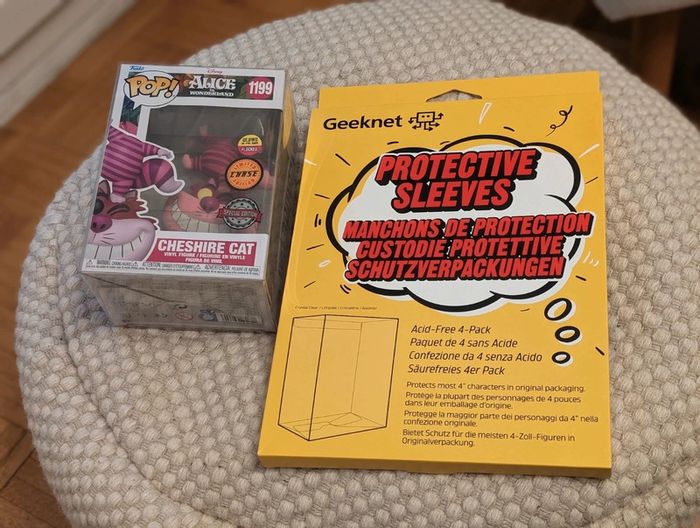 Funko
POP!
Disney
ALICE
IN
WONDERLAND
1199
FLOCKED
LIMITED
CHASE
EDITION
SPECIAL EDITION
CHESHIRE CAT
VINYL FIGURE / FIGURINE EN VINYLE
FIGURA DE VINIL
Geeknet
PROTECTIVE
SLEEVES
MANCHONS DE PROTECTION
CUSTODIE PROTETTIVE
SCHUTZVERPACKUNGEN
Acid-Free 4-Pack
Paquet de 4 sans Acide
Confezione da 4 senza Acido
Säurefreies 4er Pack
Protects most 4" characters in original packaging.
Protège la plupart des personnages de 4 pouces
dans leur emballage d'origine.
Protegge la maggior parte dei personaggi da 4" nella
confezione originale.
Bietet Schutz für die meisten 4-Zoll-Figuren in
Originalverpackung.